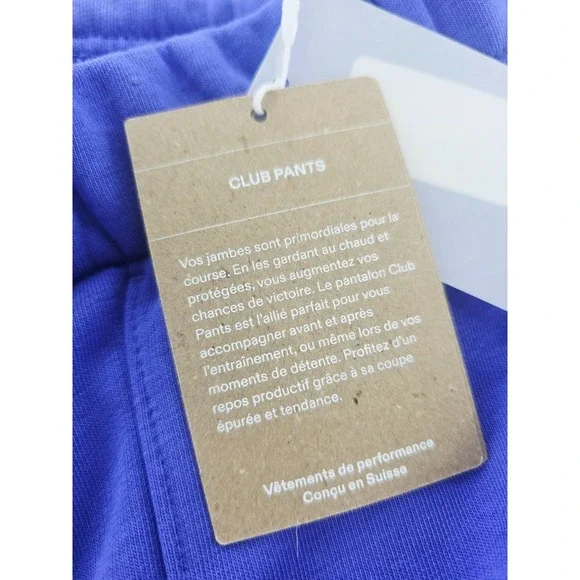 CLUB PANTS
Vos jambes sont primordiales pour la
course. En les gardant au chaud et
protégées, vous augmentez vos
chances de victoire. Le pantalon Club
Pants est l'allié parfait pour vous
accompagner avant et après
l'entraînement, ou même lors de vos
moments de détente. Profitez d'un
repos productif grâce à sa coupe
épurée et tendance.
Vêtements de performance
Conçu en Suisse